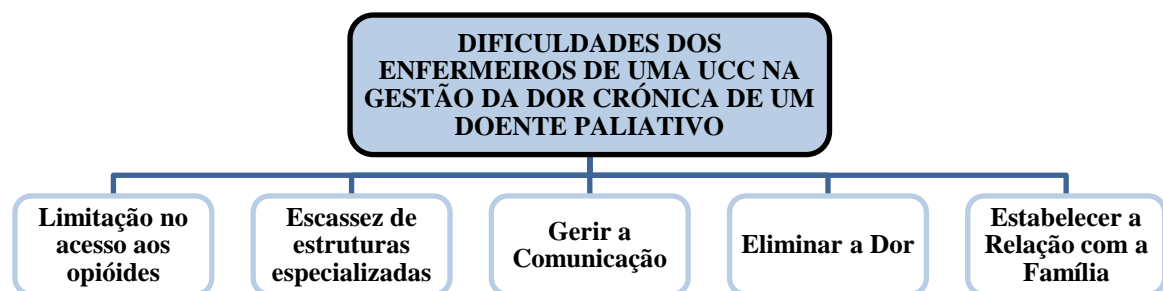 DIFICULDADES DOS
ENFERMEIROS DE UMA UCC NA
GESTÃO DA DOR CRÓNICA DE UM
DOENTE PALIATIVO
Limitação no
acesso aos
opióides
Escassez de
estruturas
especializadas
Gerir a
Comunicação
Eliminar a Dor
Estabelecer a
Relação com a
Família